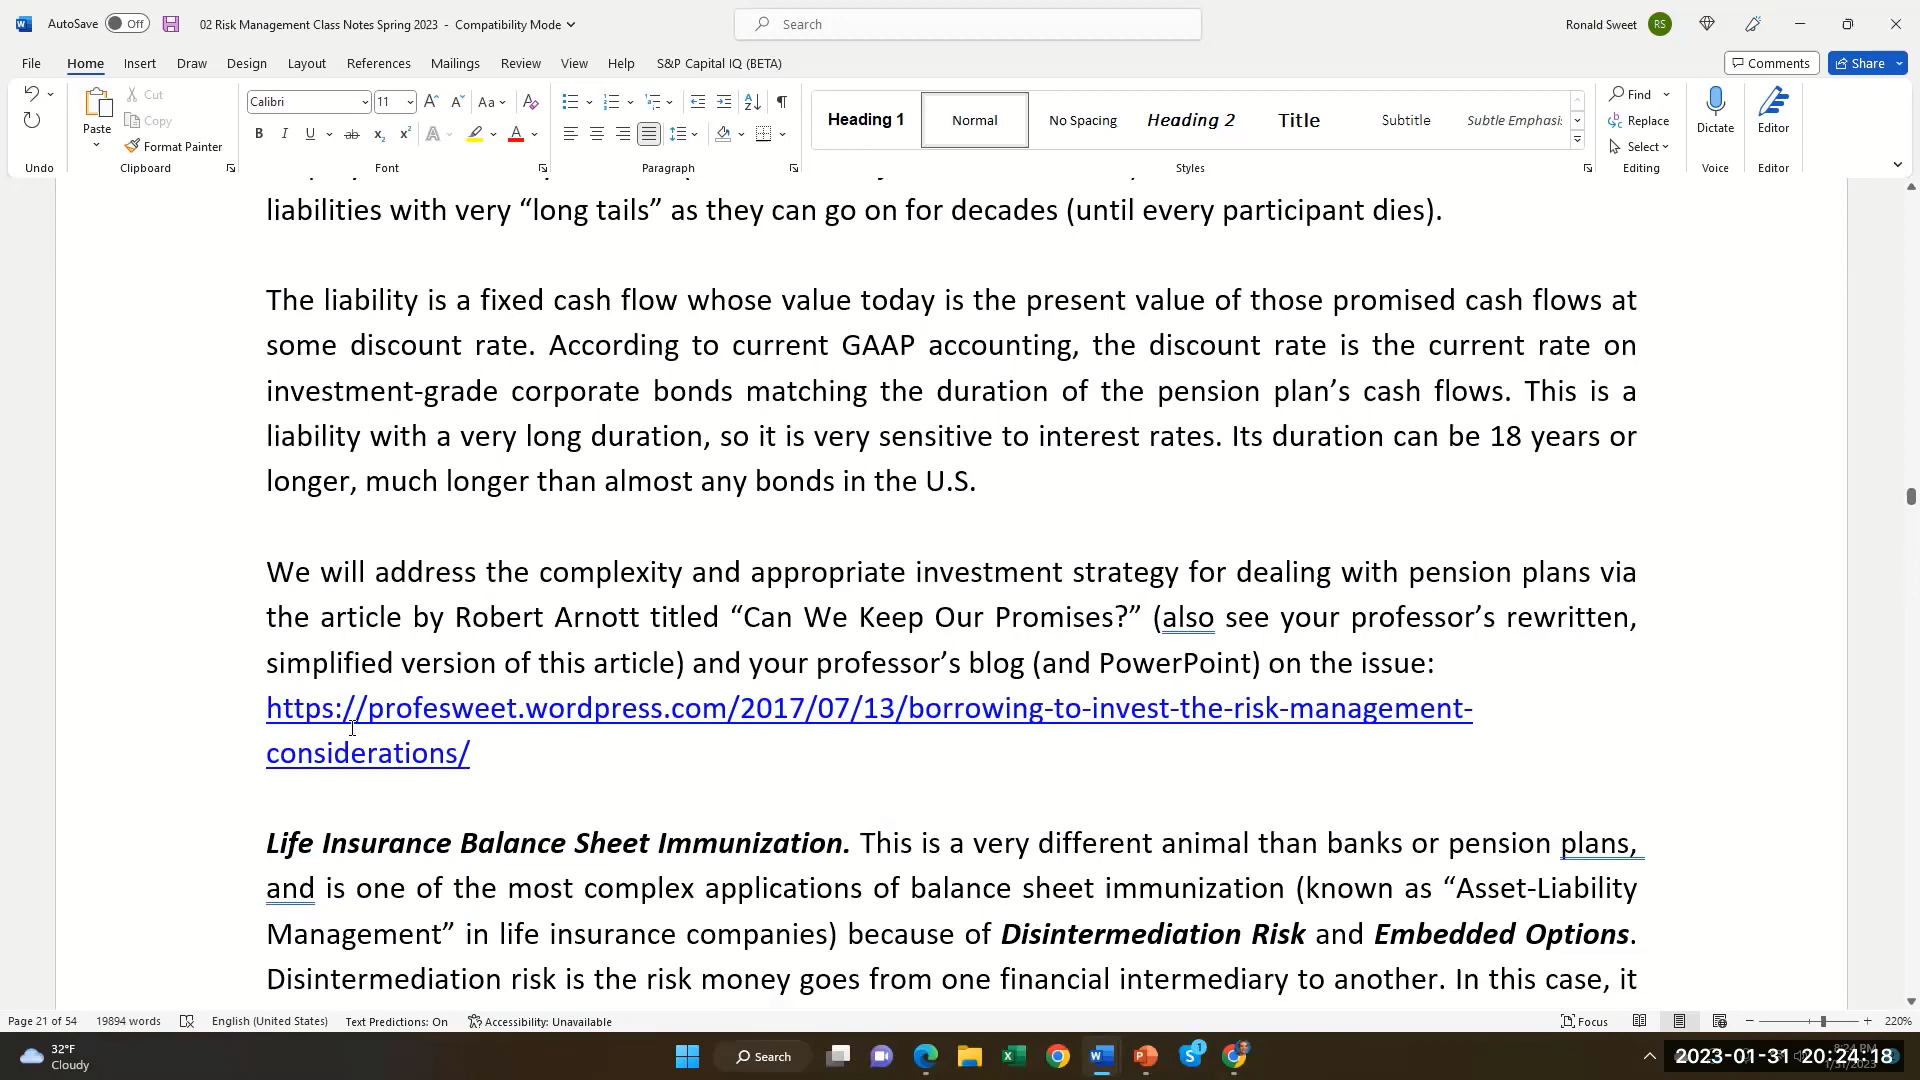 AutoSave Off 02 Risk Management Class Notes Spring 2023 - Compatibility Mode Search Ronald Sweet RS
File Home Insert Draw Design Layout References Mailings Review View Help S&P Capital IQ (BETA) Comments Share
Paste Cut Copy Format Painter
Calibri 11
Heading 1 Normal No Spacing Heading 2 Title Subtitle Subtle Emphasi
Find Replace Select Dictate Editor
Undo Clipboard Font Paragraph Styles Editing Voice Editor
liabilities with very “long tails” as they can go on for decades (until every participant dies).
The liability is a fixed cash flow whose value today is the present value of those promised cash flows at
some discount rate. According to current GAAP accounting, the discount rate is the current rate on
investment-grade corporate bonds matching the duration of the pension plan’s cash flows. This is a
liability with a very long duration, so it is very sensitive to interest rates. Its duration can be 18 years or
longer, much longer than almost any bonds in the U.S.
We will address the complexity and appropriate investment strategy for dealing with pension plans via
the article by Robert Arnott titled “Can We Keep Our Promises?” (also see your professor’s rewritten,
simplified version of this article) and your professor’s blog (and PowerPoint) on the issue:
https://profesweet.wordpress.com/2017/07/13/borrowing-to-invest-the-risk-management-
considerations/
Life Insurance Balance Sheet Immunization. This is a very different animal than banks or pension plans,
and is one of the most complex applications of balance sheet immunization (known as “Asset-Liability
Management” in life insurance companies) because of Disintermediation Risk and Embedded Options.
Disintermediation risk is the risk money goes from one financial intermediary to another. In this case, it
Page 21 of 54 19894 words English (United States) Text Predictions: On Accessibility: Unavailable Focus 220%
32°F
Cloudy
Search
2023-01-31 20:24:18